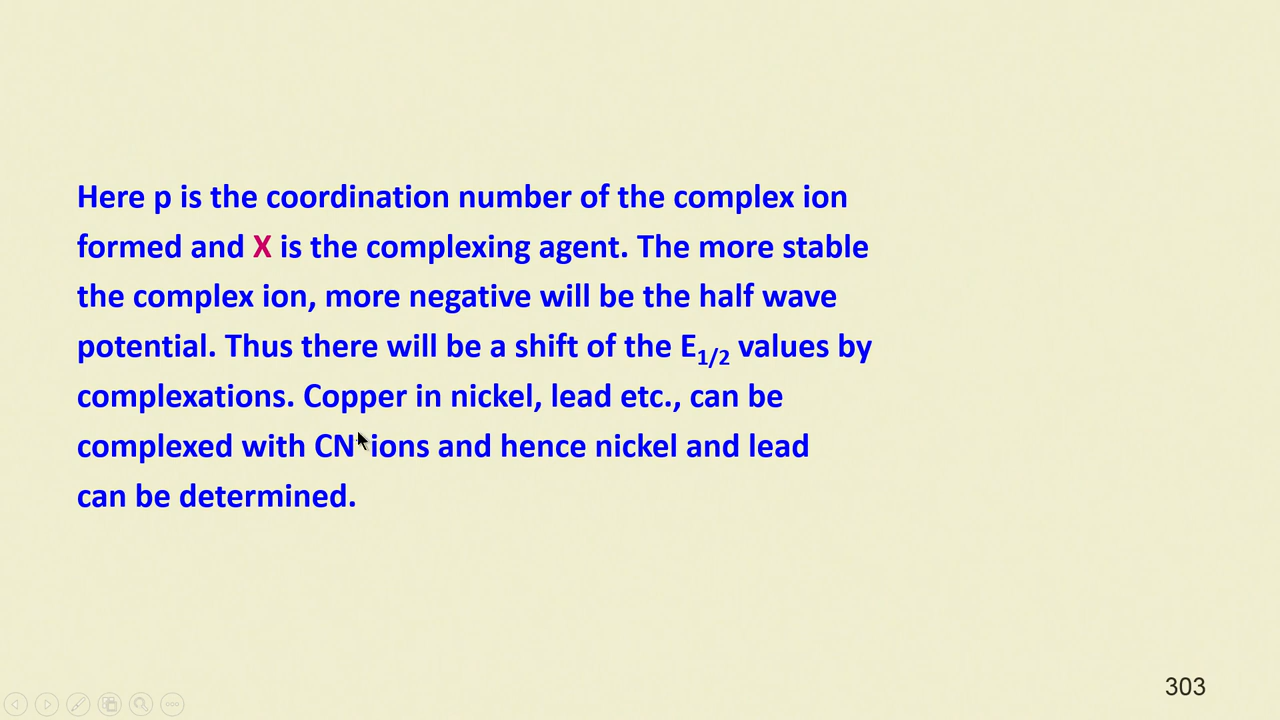 Here p is the coordination number of the complex ion
formed and X is the complexing agent. The more stable
the complex ion, more negative will be the half wave
potential. Thus there will be a shift of the E1/2 values by
complexations. Copper in nickel, lead etc., can be
complexed with CN ions and hence nickel and lead
can be determined.
303